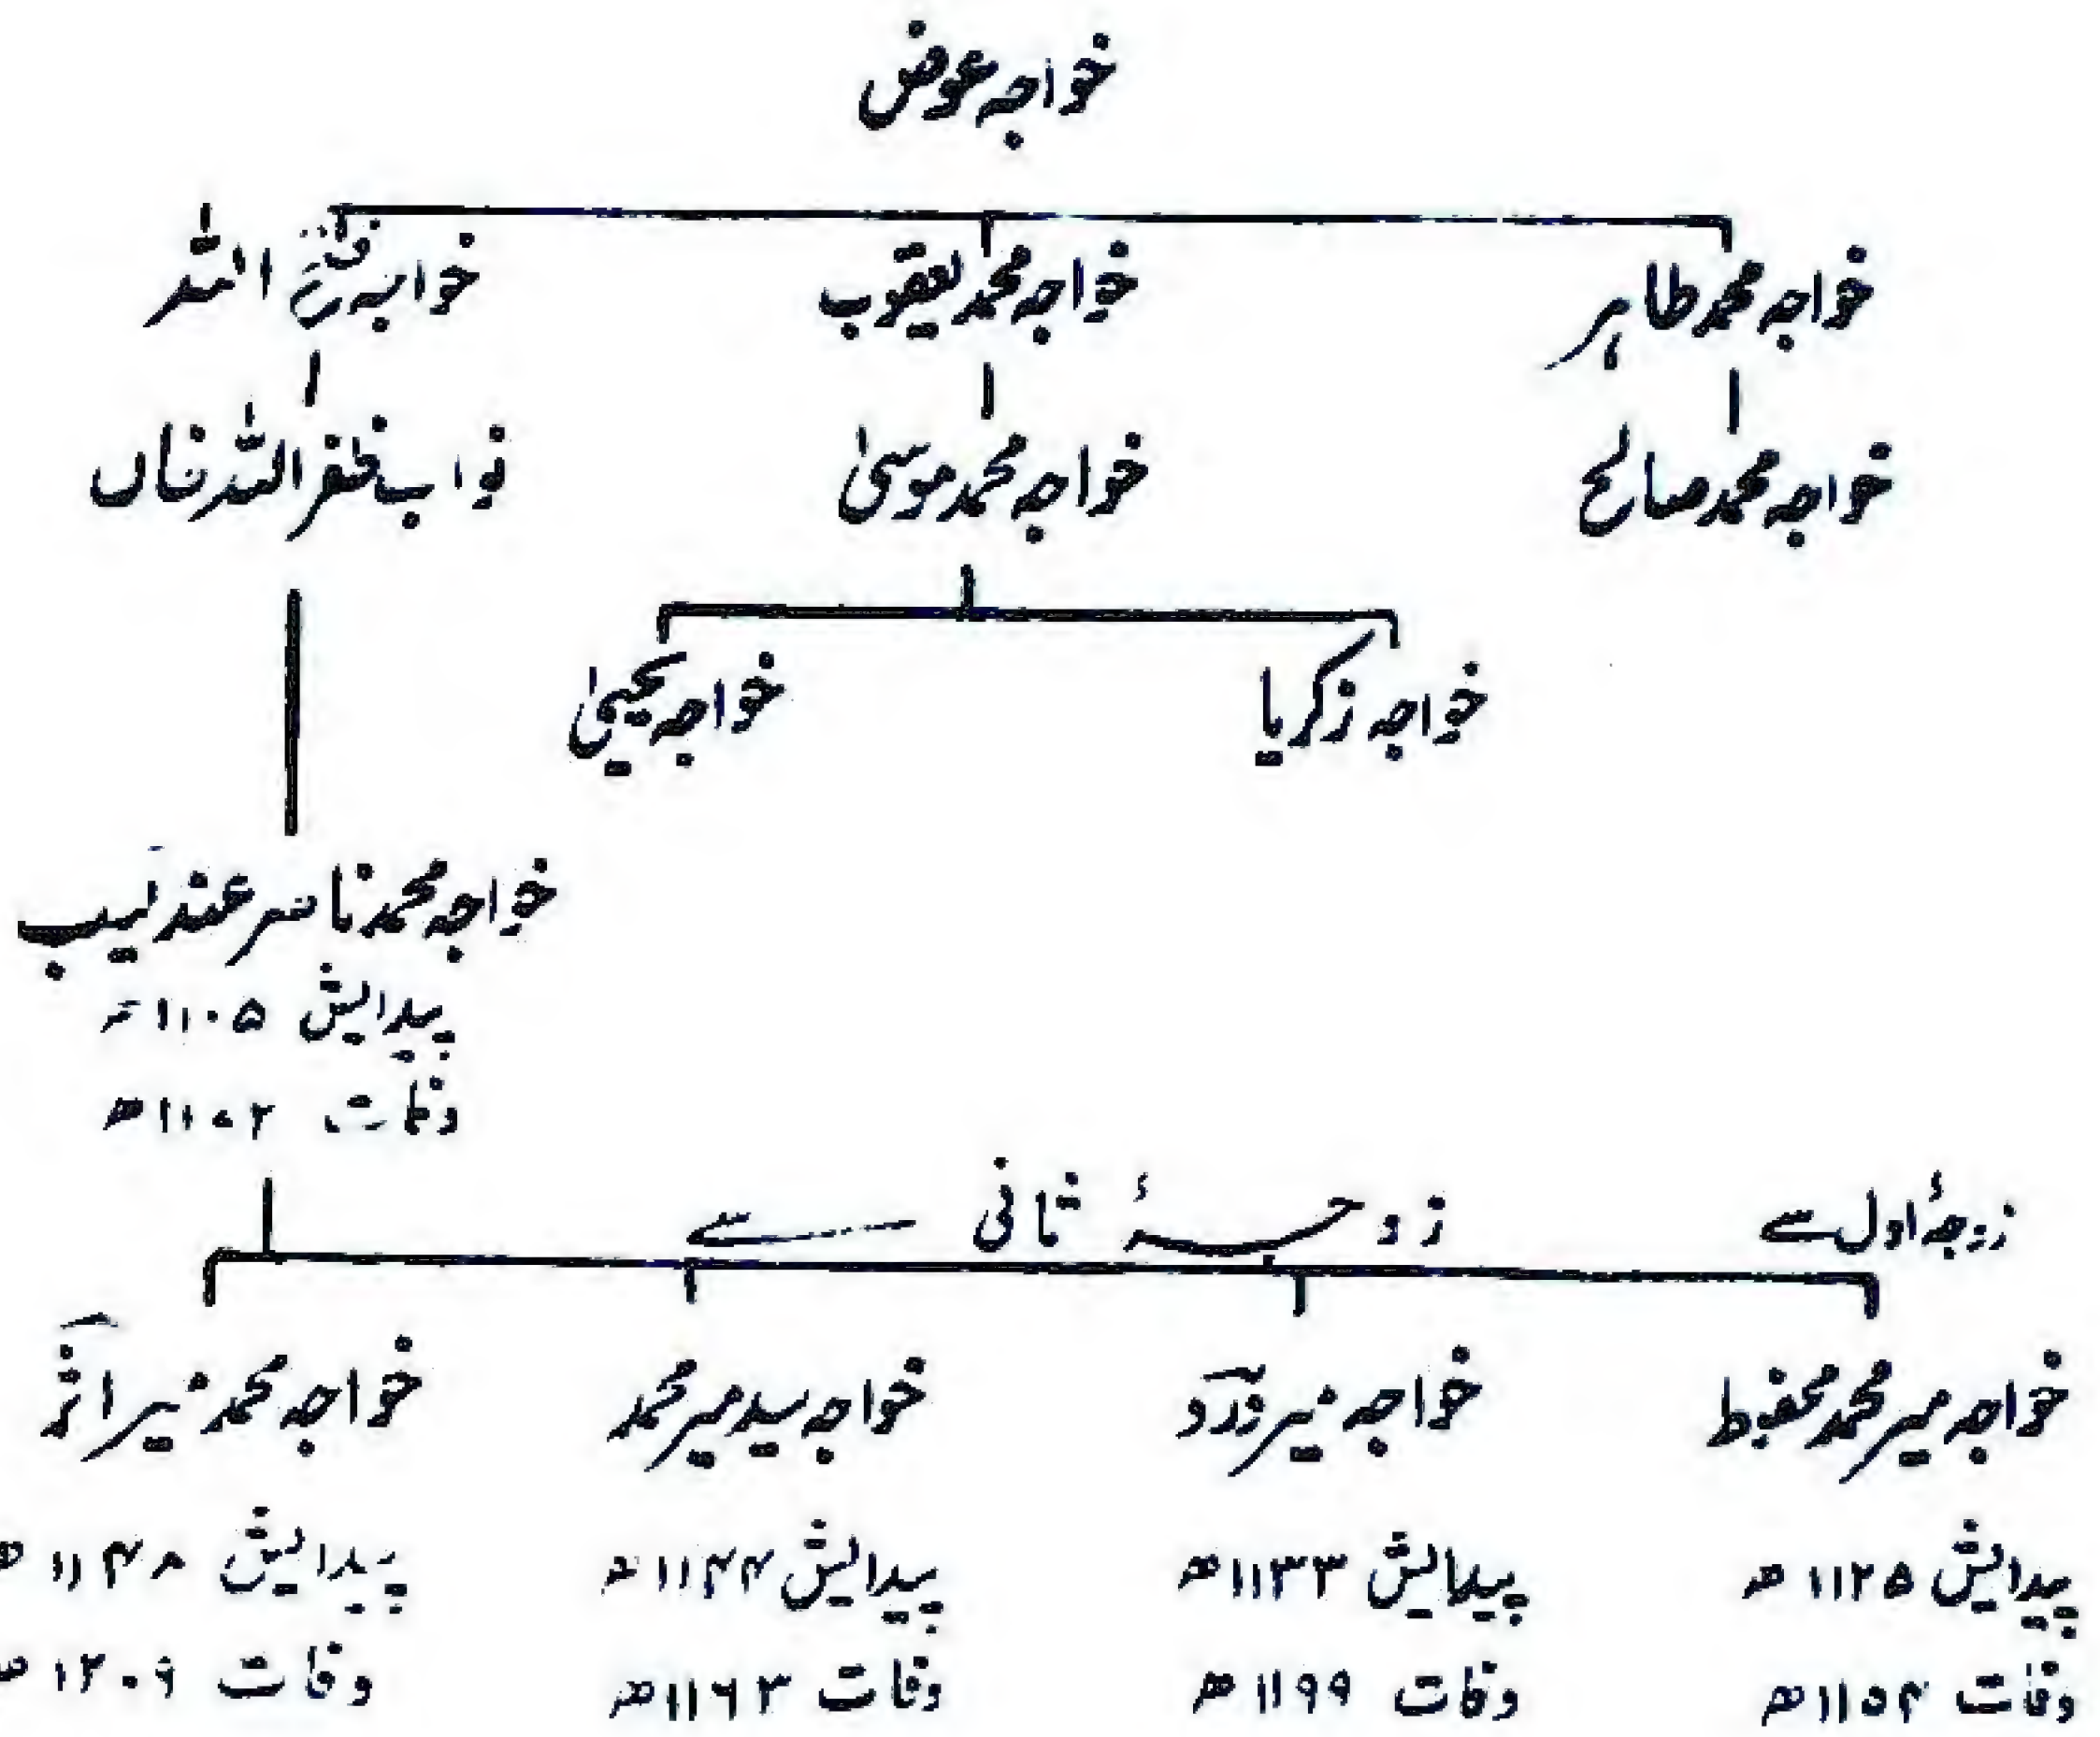 خواجہ عوض
خواجہ محمد طاہر
خواجہ محمد یعقوب
خواجہ فتح اللہ
خواجہ محمد صالح
خواجہ محمد موسیٰ
نواب ظفر اللہ خاں
خواجہ زکریا
خواجہ یحییٰ
خواجہ محمد ناصر عندلیب
پیدایش ۱۱۰۵ھ
وفات
زوجۂ اول سے
زوجۂ ثانی سے
خواجہ میر محمد محفوظ
خواجہ میر درد
خواجہ سید میر محمد
خواجہ محمد میر اثر
پیدایش ۱۱۲۵ھ
پیدایش ۱۱۳۳ھ
پیدایش ۱۱۴۴ھ
پیدایش ۱۱۴۸ھ
وفات ۱۱۵۴ھ
وفات ۱۱۹۹ھ
وفات ۱۱۶۳ھ
وفات ۱۲۰۹ھ